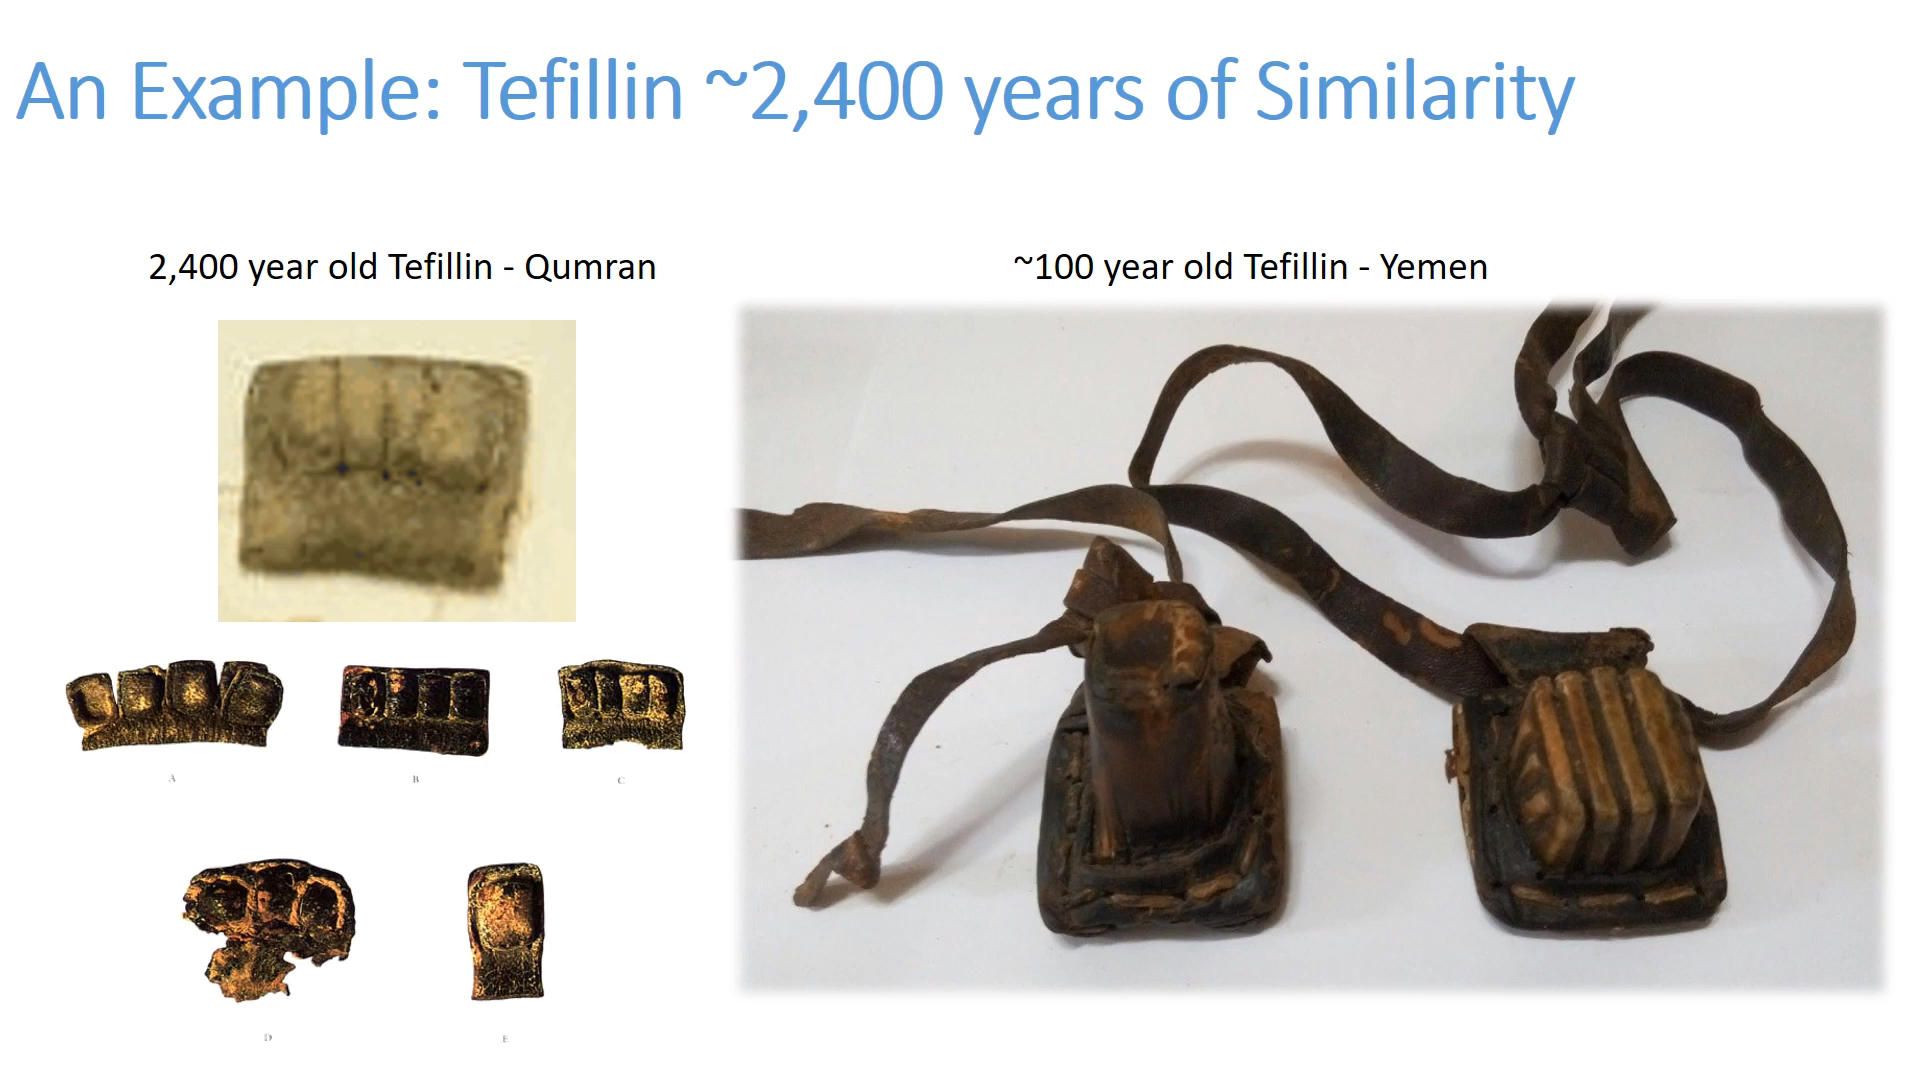 An Example: Tefillin ~2,400 years of Similarity
2,400 year old Tefillin - Qumran
~100 year old Tefillin - Yemen
A
B
C
D
E